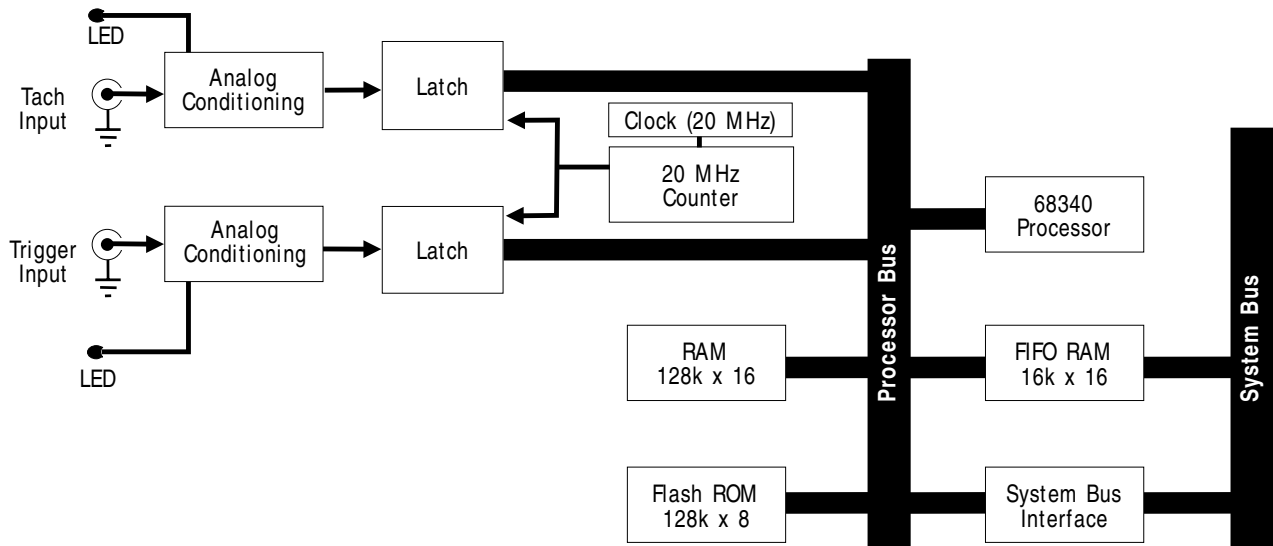 LED
Tach
Input
Analog
Conditioning
Latch
Clock (20 MHz)
20 MHz
Counter
Trigger
Input
Analog
Conditioning
Latch
LED
Processor Bus
68340
Processor
RAM
128k x 16
FIFO RAM
16k x 16
Flash ROM
128k x 8
System Bus
Interface
System Bus